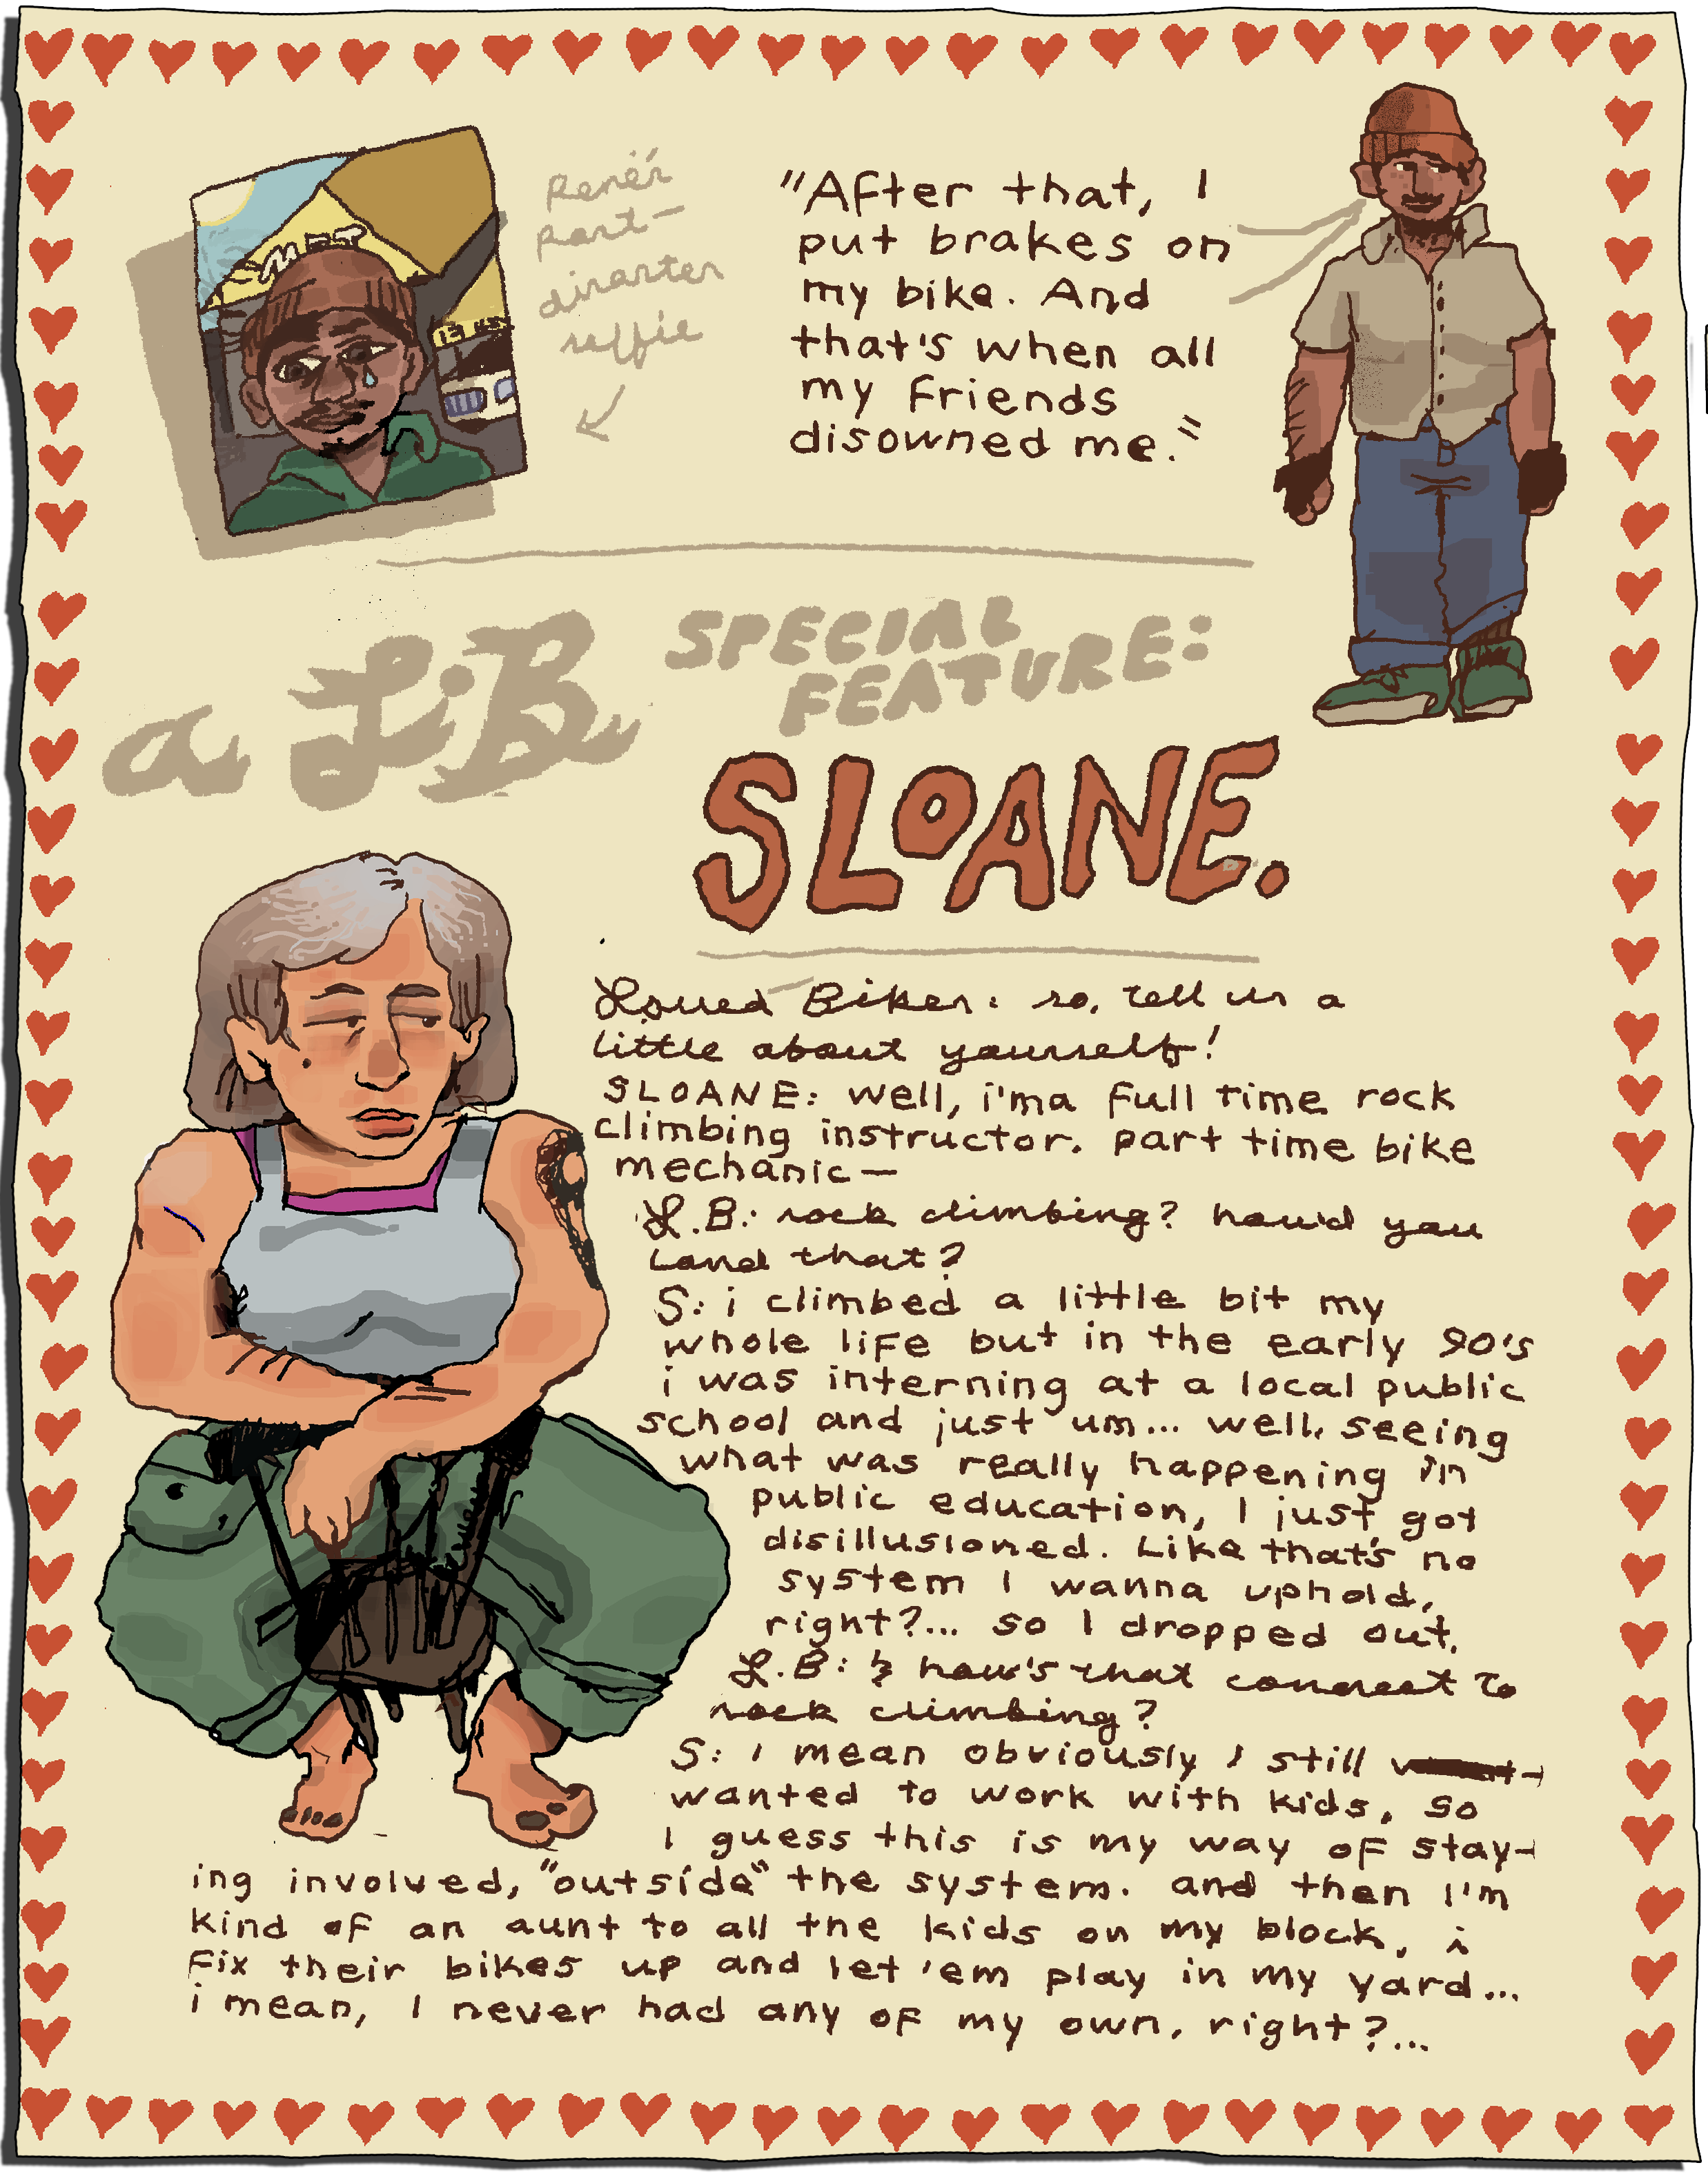 René's
post-
disaster
selfie
MART
"After that, I
put brakes on
my bike. And
that's when all
my friends
disowned me."
a LiB SPECIAL
FEATURE:
SLOANE.
Loved Biker: so, tell us a
little about yourself!
SLOANE: well, i'm a full time rock
climbing instructor. part time bike
mechanic—
L.B.: rock climbing? how'd you
land that?
S: i climbed a little bit my
whole life but in the early 90's
i was interning at a local public
school and just um... well, seeing
what was really happening in
public education, I just got
disillusioned. Like that's no
system I wanna uphold,
right?... so I dropped out.
L.B: & how's that connect to
rock climbing?
S: I mean obviously I still
wanted to work with kids, so
I guess this is my way of stay-
ing involved, "outside" the system. and then I'm
kind of an aunt to all the kids on my block, i
fix their bikes up and let 'em play in my yard...
i mean, I never had any of my own, right?...